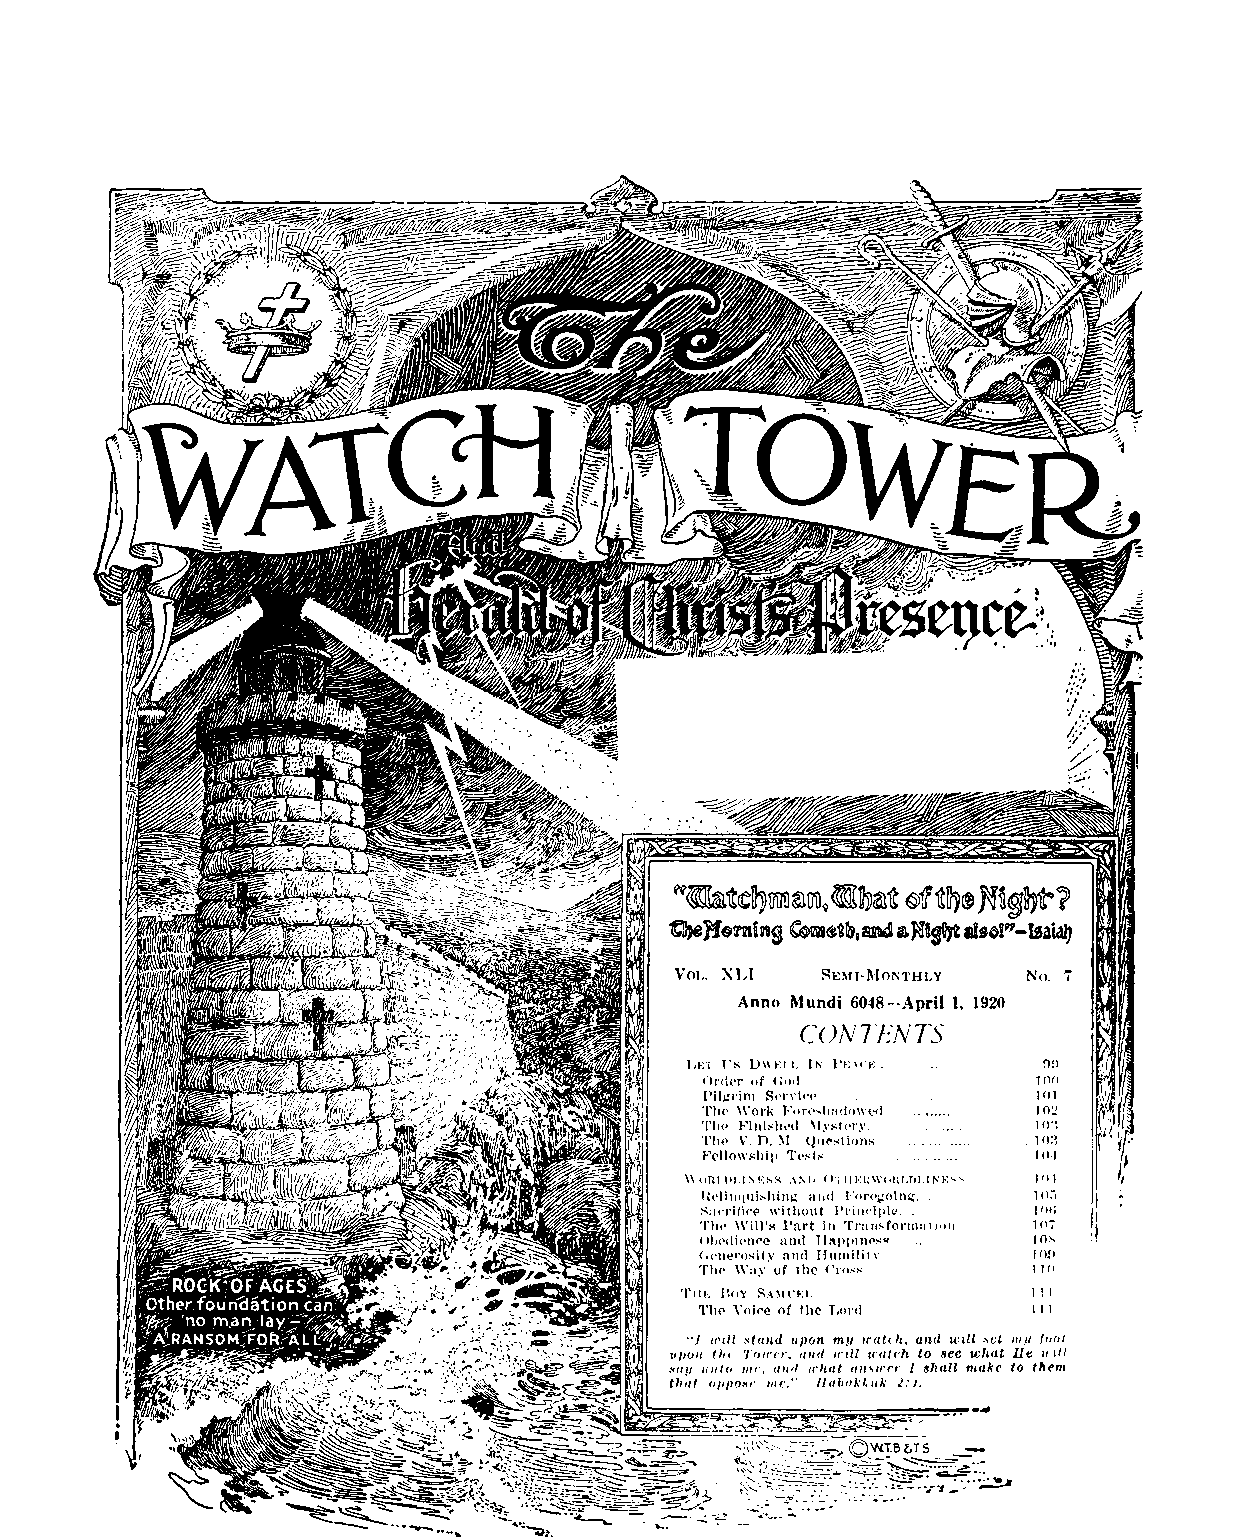 The
WATCH TOWER
And
Herald of Christ's Presence
"Watchman, What of the Night?
The Morning Cometh, and a Night also!"–Isaiah
VOL. XLI SEMI-MONTHLY No. 7
Anno Mundi 6048--April 1, 1920
CONTENTS
LET US DWELL IN PEACE . .. 99
Order of God 100
Pilgrim Service . . 101
The Work Foreshadowed ........ 102
The Finished Mystery. ........ 102
The V. D. M. Questions .............. 103
Fellowship Tests .......... 104
WORLDLINESS AND OTHERWORLDLINESS 104
Relinquishing and Foregoing. . 105
Sacrifice without Principle. . 106
The Will's Part in Transformation 107
Obedience and Happiness .. 108
Generosity and Humility 109
The Way of the Cross 110
THE BOY SAMUEL 111
The Voice of the Lord 111
"I will stand upon my watch, and will set my foot
upon the Tower, and will watch to see what He will
say unto me, and what answer I shall make to them
that oppose me." Habakkuk 2:1.
ROCK OF AGES
Other foundation can
no man lay –
A RANSOM FOR ALL
©W.T.B.&T.S